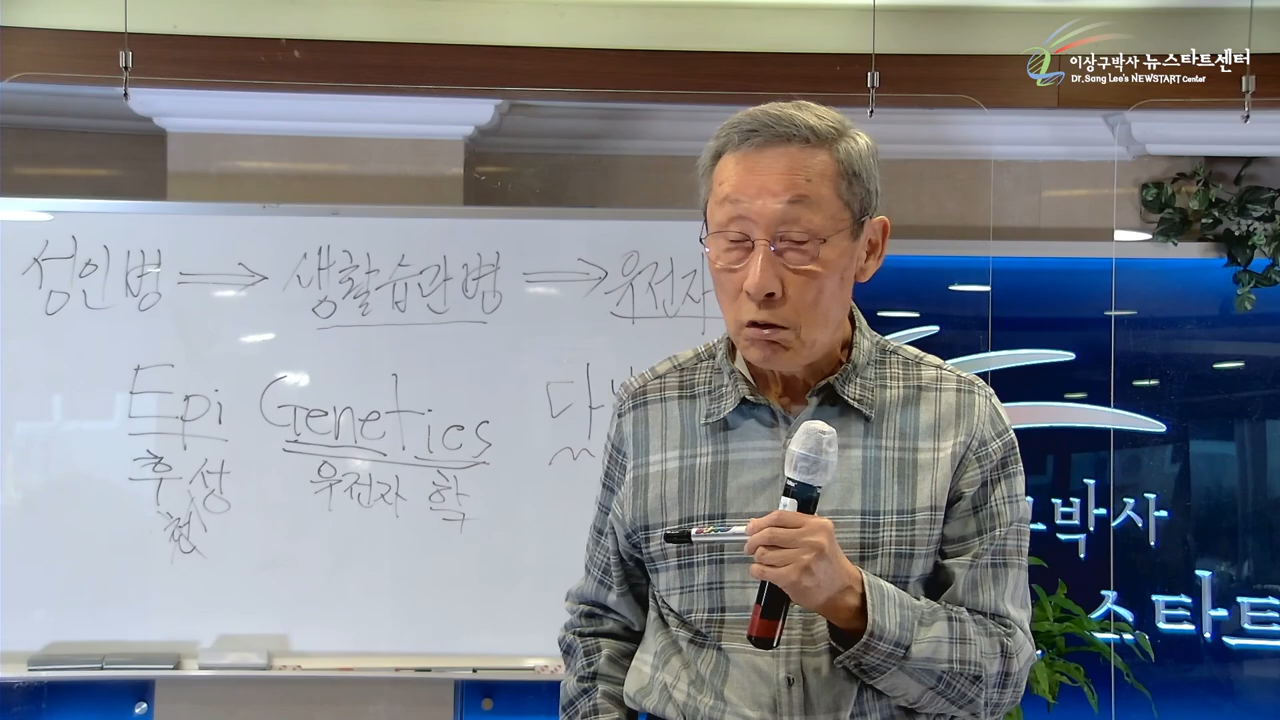 이상구박사 뉴스타트센터
Dr. Sang Lee's NEWSTART Center
성인병 ⇒ 생활습관병 ⇒ 유전자
Epi Genetics
후성 유전자 학
천
박사
스타트